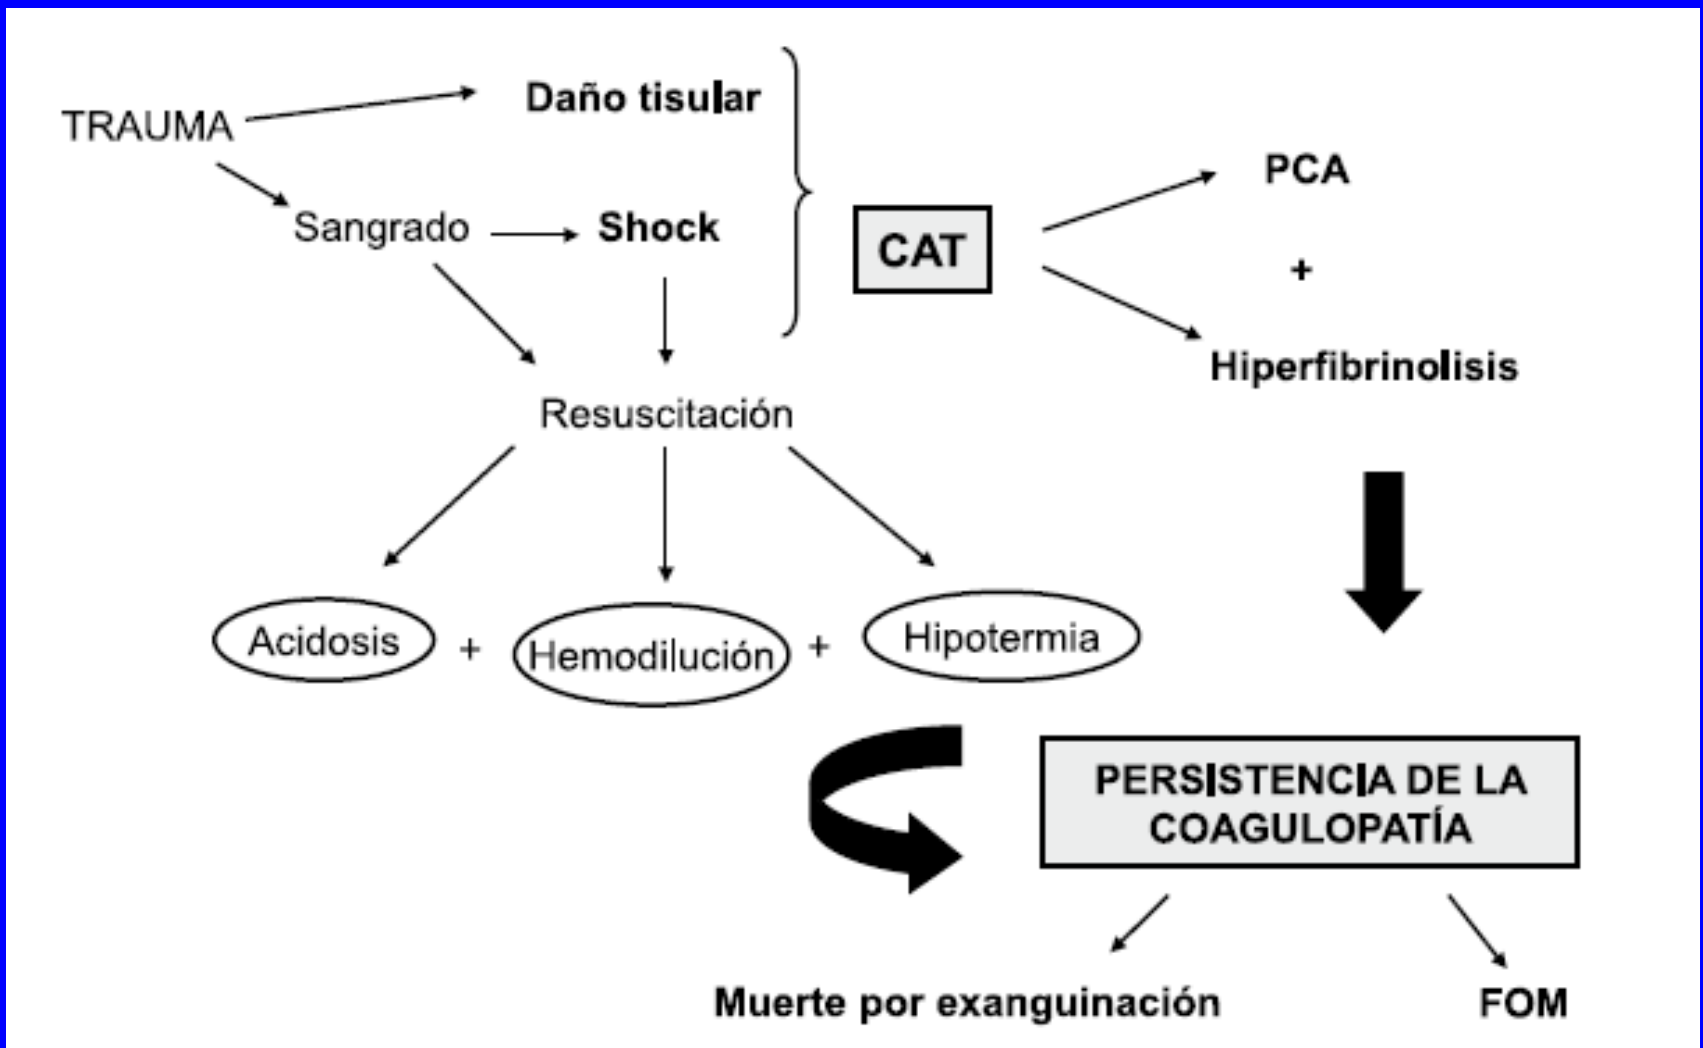 Daño tisular
TRAUMA
PCA
Sangrado
Shock
CAT
+
Hiperfibrinolisis
Resuscitación
Acidosis + Hemodilución + Hipotermia
PERSISTENCIA DE LA
COAGULOPATÍA
Muerte por exanguinación
FOM